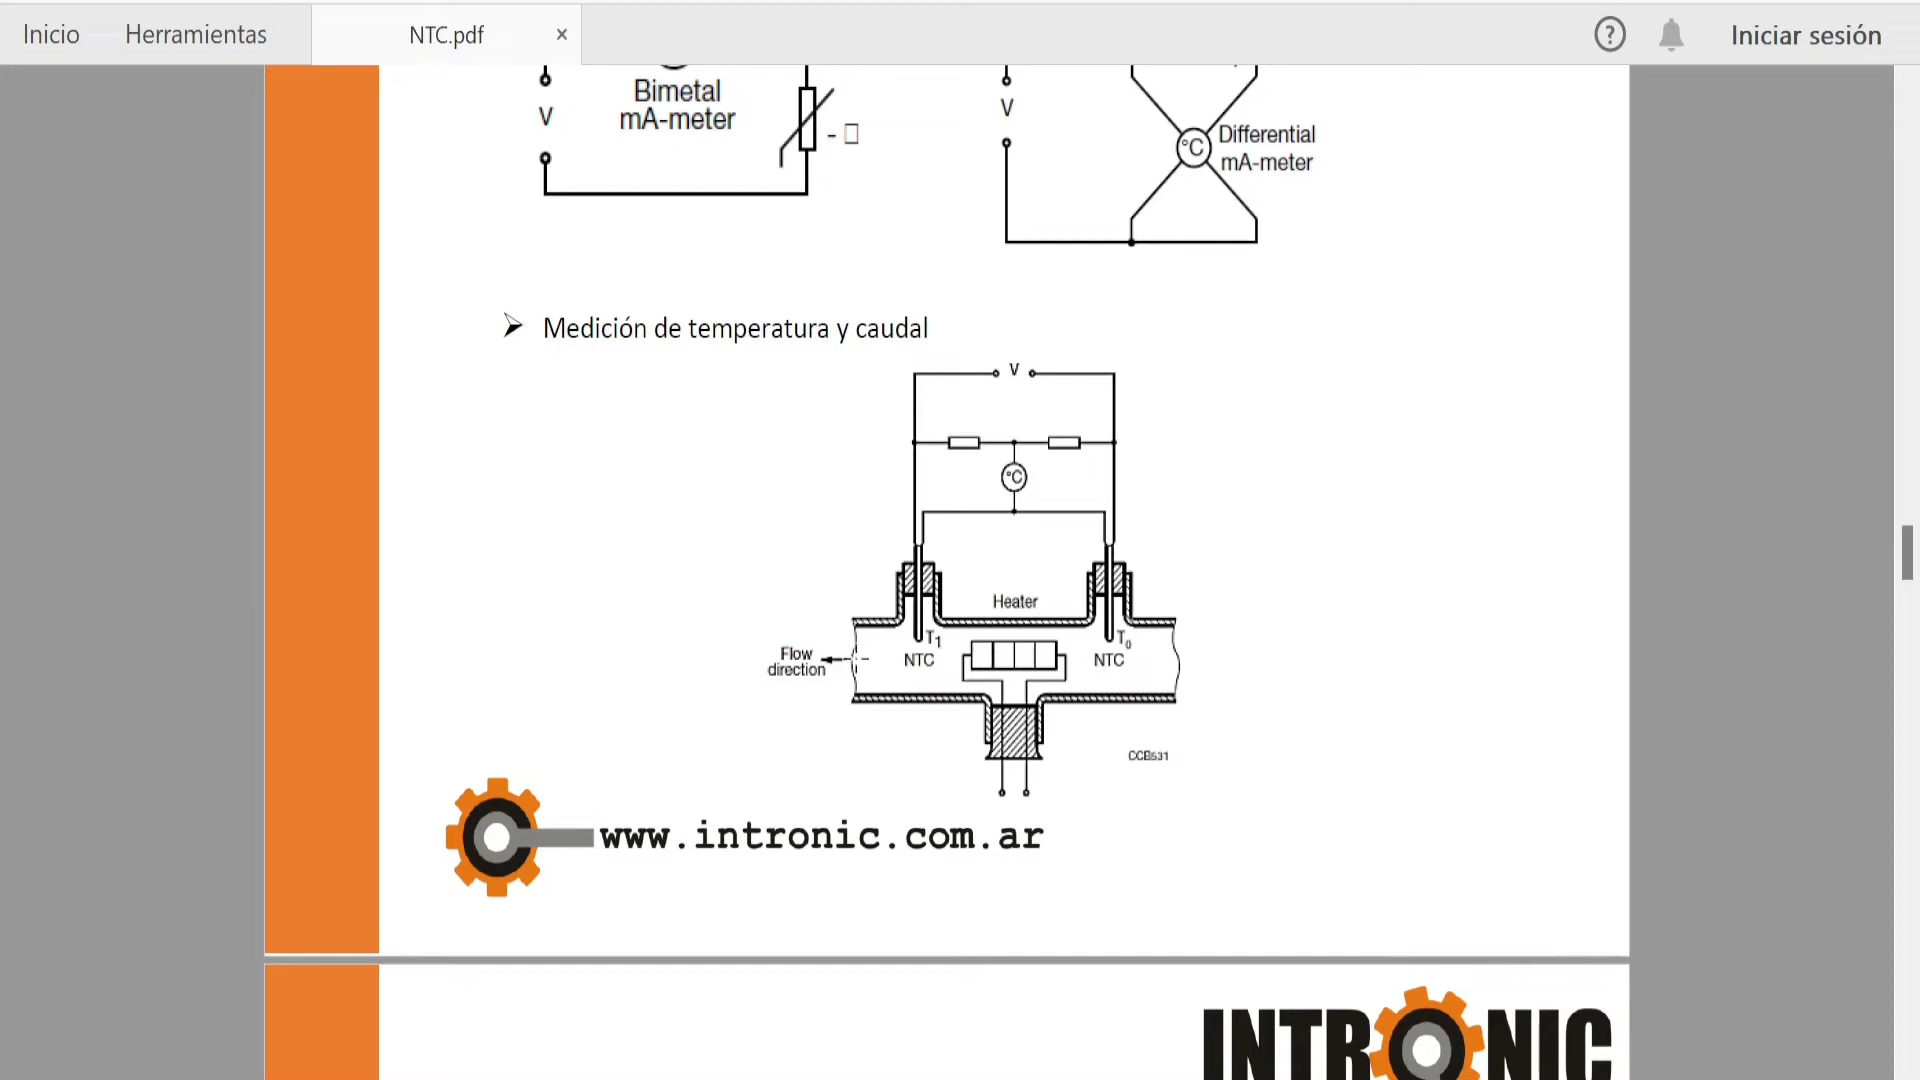 Inicio Herramientas NTC.pdf × ? Iniciar sesión
Bimetal
mA-meter
V
-
V
Differential
mA-meter
°C
➢ Medición de temperatura y caudal
V
°C
Heater
T1
NTC
T0
NTC
Flow
direction
CCB531
www.intronic.com.ar
INTRONIC